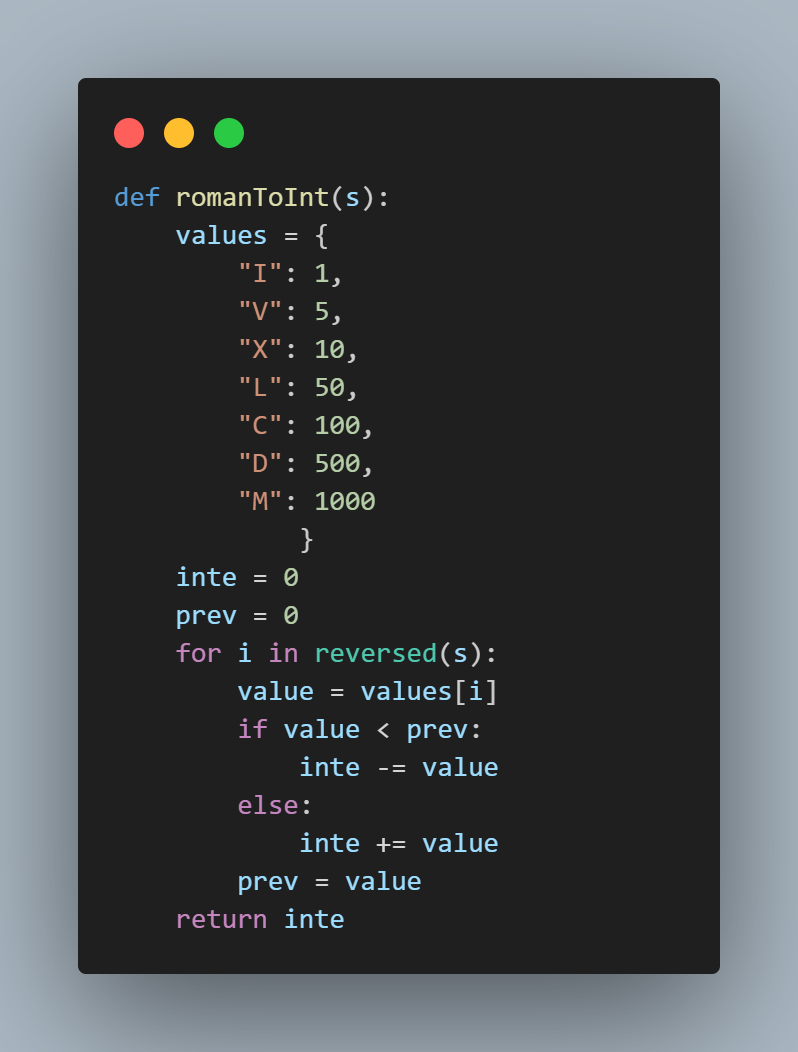 def romanToInt(s):
    values = {
        "I": 1,
        "V": 5,
        "X": 10,
        "L": 50,
        "C": 100,
        "D": 500,
        "M": 1000
            }
    inte = 0
    prev = 0
    for i in reversed(s):
        value = values[i]
        if value < prev:
            inte -= value
        else:
            inte += value
        prev = value
    return inte